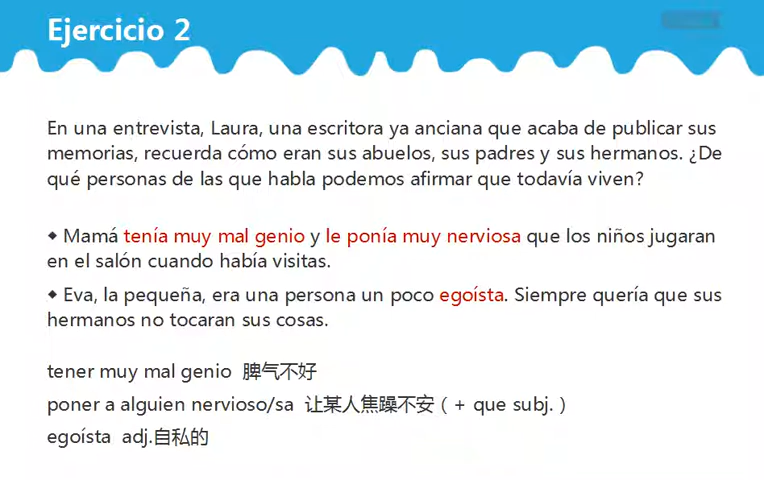 Ejercicio 2
En una entrevista, Laura, una escritora ya anciana que acaba de publicar sus
memorias, recuerda cómo eran sus abuelos, sus padres y sus hermanos. ¿De
qué personas de las que habla podemos afirmar que todavía viven?
◆ Mamá tenía muy mal genio y le ponía muy nerviosa que los niños jugaran
en el salón cuando había visitas.
◆ Eva, la pequeña, era una persona un poco egoísta. Siempre quería que sus
hermanos no tocaran sus cosas.
tener muy mal genio 脾气不好
poner a alguien nervioso/sa 让某人焦躁不安（+ que subj.）
egoísta adj.自私的